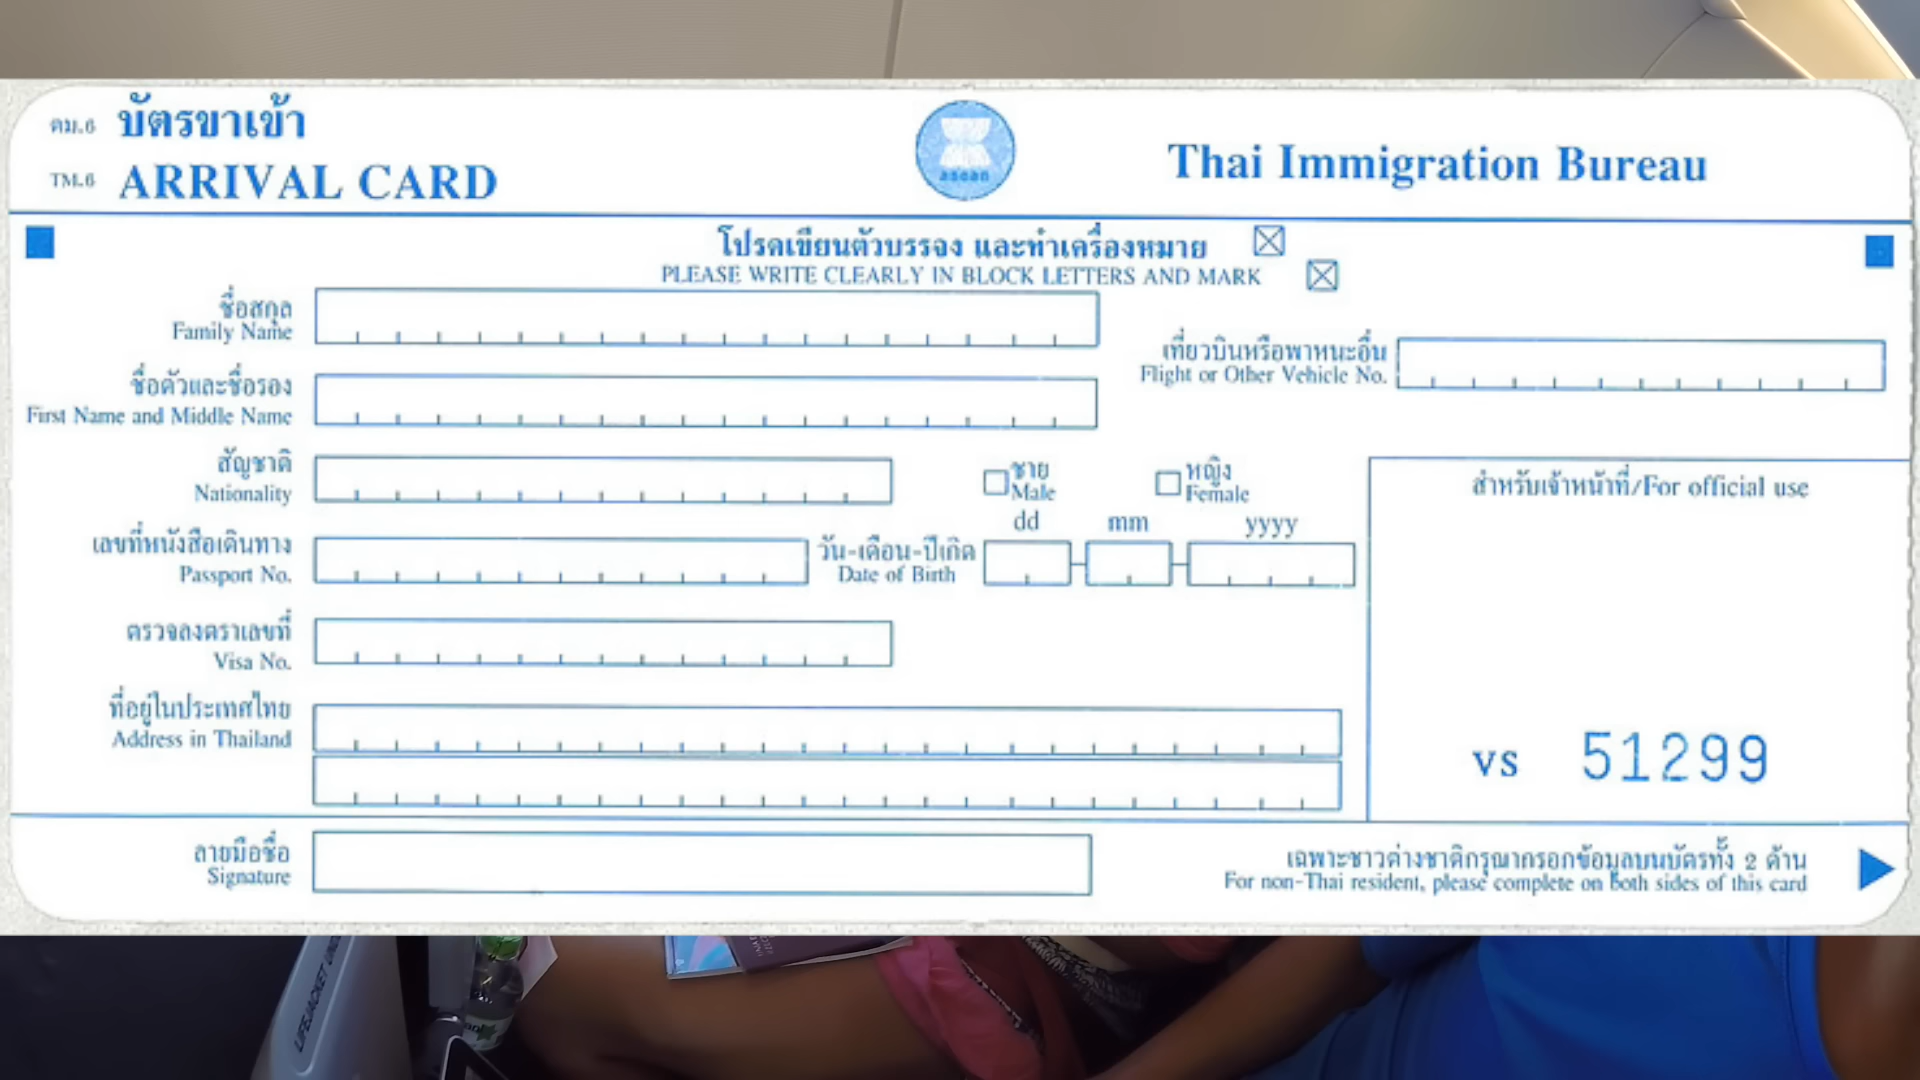 ตม.6 บัตรขาเข้า
TM.6 ARRIVAL CARD
asean
Thai Immigration Bureau
โปรดเขียนตัวบรรจง และทำเครื่องหมาย ☒
PLEASE WRITE CLEARLY IN BLOCK LETTERS AND MARK ☒
ชื่อสกุล
Family Name
เที่ยวบินหรือพาหนะอื่น
Flight or Other Vehicle No.
ชื่อตัวและชื่อรอง
First Name and Middle Name
สัญชาติ
Nationality
ชาย
Male
หญิง
Female
สำหรับเจ้าหน้าที่/For official use
เลขที่หนังสือเดินทาง
Passport No.
วัน-เดือน-ปีเกิด
Date of Birth
dd mm yyyy
ตรวจลงตราเลขที่
Visa No.
ที่อยู่ในประเทศไทย
Address in Thailand
VS 51299
ลายมือชื่อ
Signature
เฉพาะชาวต่างชาติกรุณากรอกข้อมูลบนบัตรทั้ง 2 ด้าน
For non-Thai resident, please complete on both sides of this card
LIFEJACKET